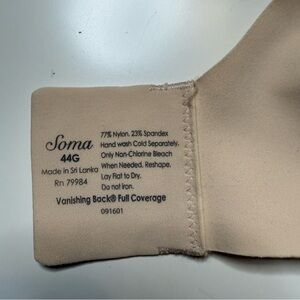 Soma
44G
Made in Sri Lanka
Rn 79984
77% Nylon, 23% Spandex
Hand wash Cold Separately.
Only Non-Chlorine Bleach
When Needed. Reshape.
Lay Flat to Dry.
Do not Iron.
Vanishing Back® Full Coverage
091601